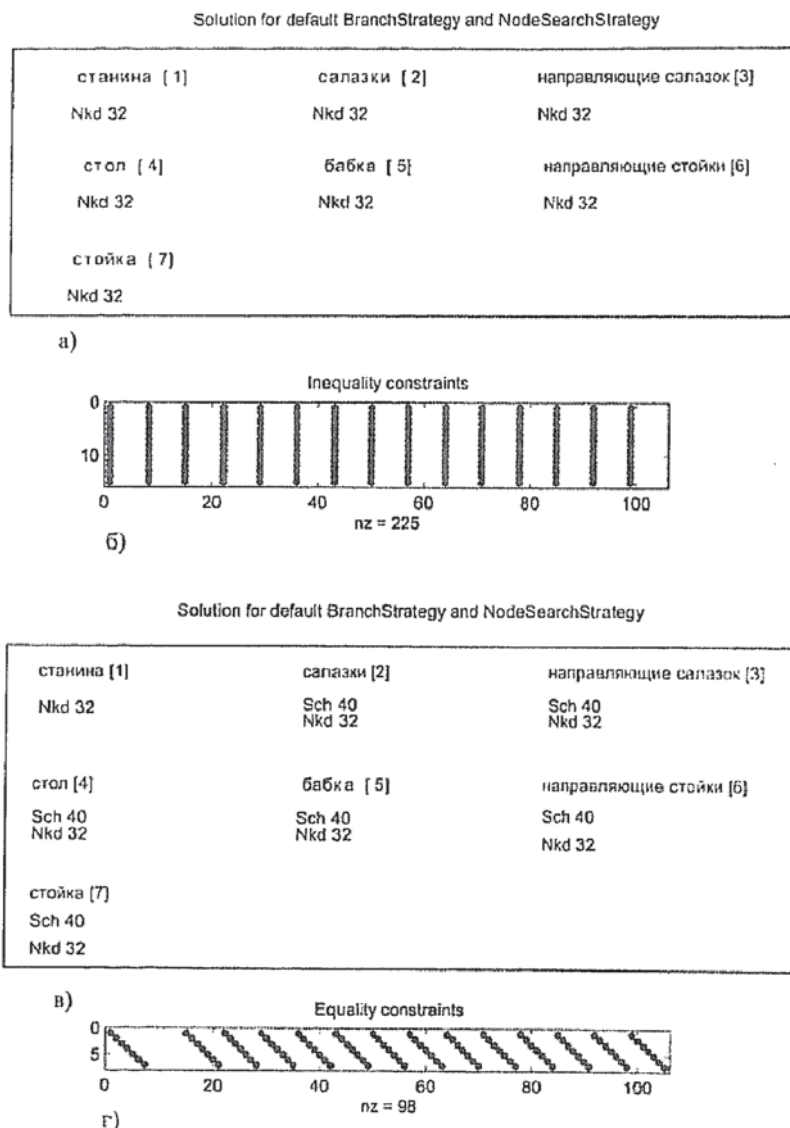 Solution for default BranchStrategy and NodeSearchStrategy
станина [ 1] салазки [ 2] направляющие салазок [3]
Nkd 32 Nkd 32 Nkd 32
стол [ 4] бабка [ 5] направляющие стойки [6]
Nkd 32 Nkd 32 Nkd 32
стойка [ 7]
Nkd 32
а)
Inequality constraints
0
10
0 20 40 60 80 100
nz = 225
б)
Solution for default BranchStrategy and NodeSearchStrategy
станина [1] салазки [2] направляющие салазок [3]
Nkd 32 Sch 40 Sch 40
Nkd 32 Nkd 32
стол [4] бабка [ 5] направляющие стойки [6]
Sch 40 Sch 40 Sch 40
Nkd 32 Nkd 32 Nkd 32
стойка [7]
Sch 40
Nkd 32
в)
Equality constraints
0
5
0 20 40 60 80 100
nz = 98
г)